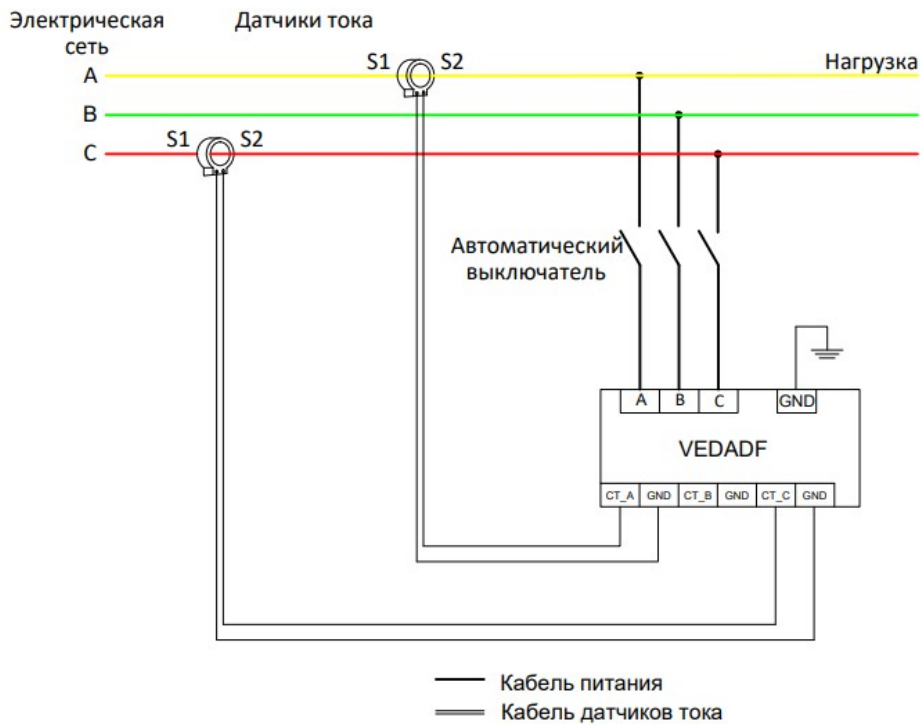 Электрическая
сеть
Датчики тока
S1 S2
A
Нагрузка
B
S1 S2
C
Автоматический
выключатель
A B C GND
VEDADF
CT_A GND CT_B GND CT_C GND
Кабель питания
Кабель датчиков тока